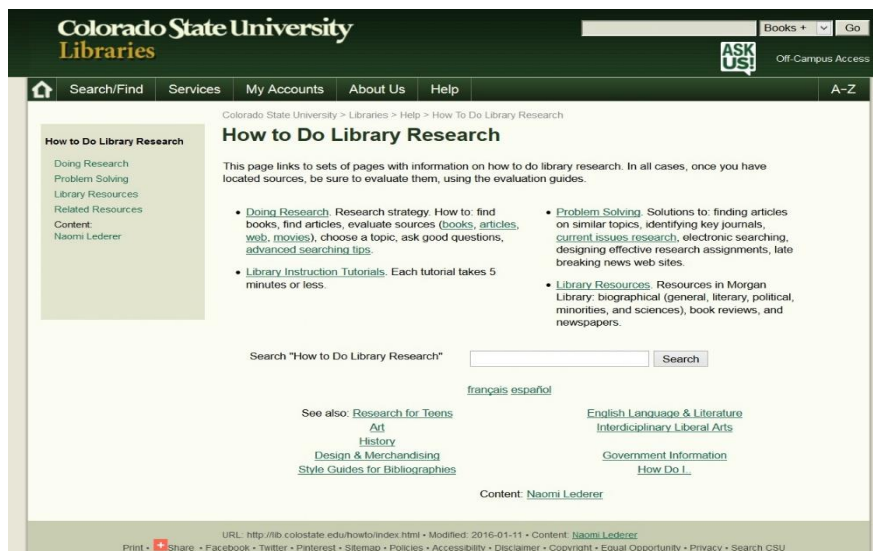 Colorado State University
Libraries
Books +
Go
ASK
US!
Off-Campus Access
Search/Find Services My Accounts About Us Help A-Z
Colorado State University > Libraries > Help > How To Do Library Research
How to Do Library Research
Doing Research
Problem Solving
Library Resources
Related Resources
Content:
Naomi Lederer
How to Do Library Research
This page links to sets of pages with information on how to do library research. In all cases, once you have
located sources, be sure to evaluate them, using the evaluation guides.
• Doing Research. Research strategy. How to: find
books, find articles, evaluate sources (books, articles,
web, movies), choose a topic, ask good questions,
advanced searching tips.
• Library Instruction Tutorials. Each tutorial takes 5
minutes or less.
• Problem Solving. Solutions to: finding articles
on similar topics, identifying key journals,
current issues research, electronic searching,
designing effective research assignments, late
breaking news web sites.
• Library Resources. Resources in Morgan
Library: biographical (general, literary, political,
minorities, and sciences), book reviews, and
newspapers.
Search "How to Do Library Research" Search
français español
See also: Research for Teens
Art
History
Design & Merchandising
Style Guides for Bibliographies
English Language & Literature
Interdiciplinary Liberal Arts
Government Information
How Do I..
Content: Naomi Lederer
URL: http://lib.colostate.edu/howto/index.html • Modified: 2016-01-11 • Content: Naomi Lederer
Print • Share • Facebook • Twitter • Pinterest • Sitemap • Policies • Accessibility • Disclaimer • Copyright • Equal Opportunity • Privacy • Search CSU